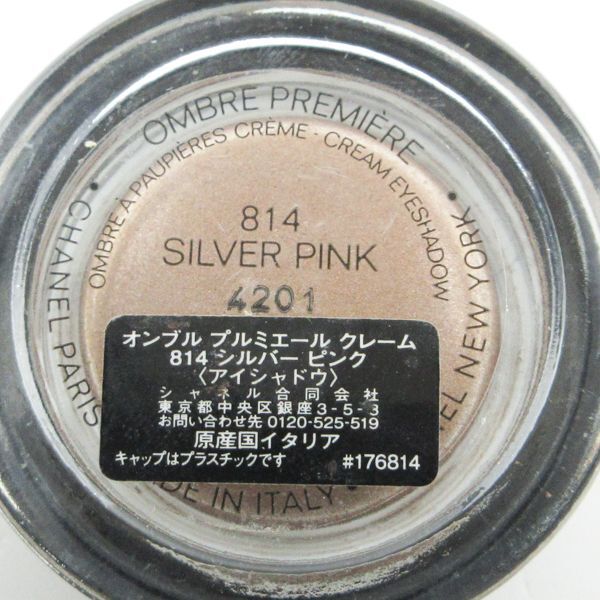 OMBRE PREMIÈRE
OMBRE À PAUPIÈRES CRÈME - CREAM EYESHADOW
• CHANEL PARIS
NEW YORK •
IN ITALY
814
SILVER PINK
4201
オンブル プルミエール クレーム
814 シルバー ピンク
〈アイシャドウ〉
シャネル合同会社
東京都中央区銀座3-5-3
お問い合わせ先 0120-525-519
原産国イタリア
キャップはプラスチックです #176814